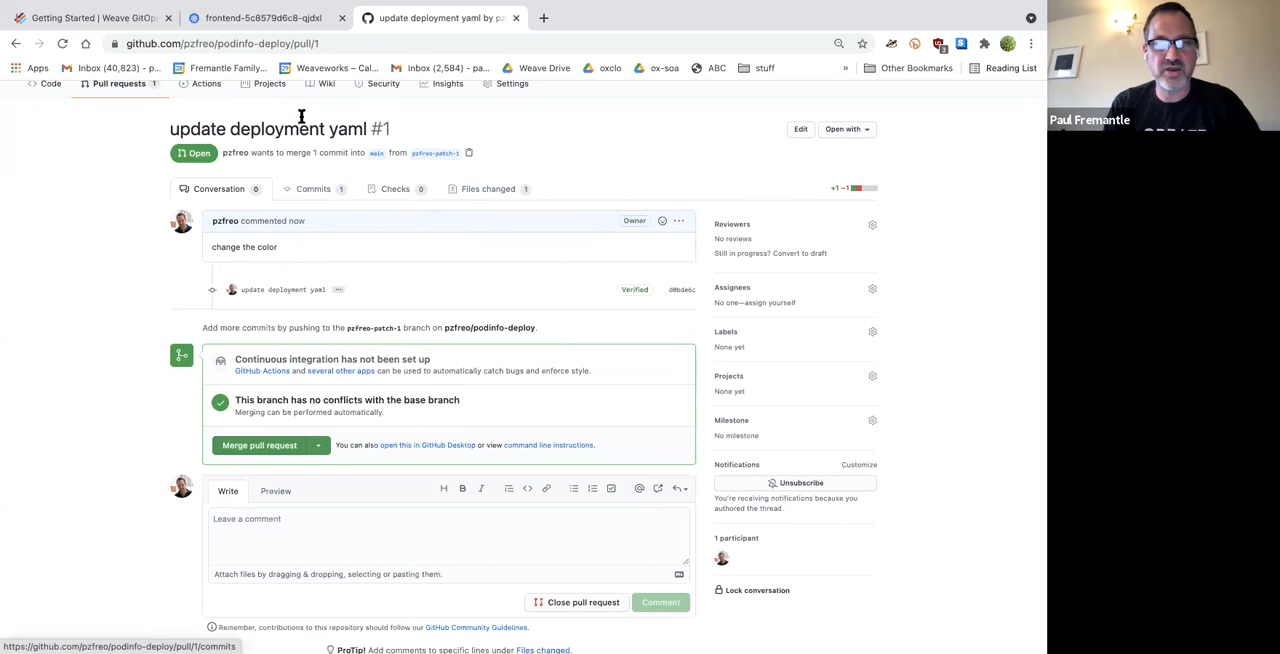 Getting Started | Weave GitOp
frontend-5c8579d6c8-qjdxl
update deployment yaml by pa
github.com/pzfreo/podinfo-deploy/pull/1
Apps
Inbox (40,823) - p...
Fremantle Family...
Weaveworks – Cal...
Inbox (2,584) - pa...
Weave Drive
oxclo
ox-soa
ABC
stuff
»
Other Bookmarks
Reading List
Code
Pull requests 1
Actions
Projects
Wiki
Security
Insights
Settings
update deployment yaml #1
Edit
Open with
Open
pzfreo wants to merge 1 commit into main from pzfreo-patch-1
Conversation 0
Commits 1
Checks 0
Files changed 1
+1 −1
pzfreo commented now
Owner
change the color
update deployment yaml
Verified
d0bde6c
Add more commits by pushing to the pzfreo-patch-1 branch on pzfreo/podinfo-deploy.
Continuous integration has not been set up
GitHub Actions and several other apps can be used to automatically catch bugs and enforce style.
This branch has no conflicts with the base branch
Merging can be performed automatically.
Merge pull request
You can also open this in GitHub Desktop or view command line instructions.
Write
Preview
Leave a comment
Attach files by dragging & dropping, selecting or pasting them.
Close pull request
Comment
Remember, contributions to this repository should follow our GitHub Community Guidelines.
ProTip! Add comments to specific lines under Files changed.
Reviewers
No reviews
Still in progress? Convert to draft
Assignees
No one—assign yourself
Labels
None yet
Projects
None yet
Milestone
No milestone
Notifications
Customize
Unsubscribe
You're receiving notifications because you
authored the thread.
1 participant
Lock conversation
https://github.com/pzfreo/podinfo-deploy/pull/1/commits
Paul Fremantle